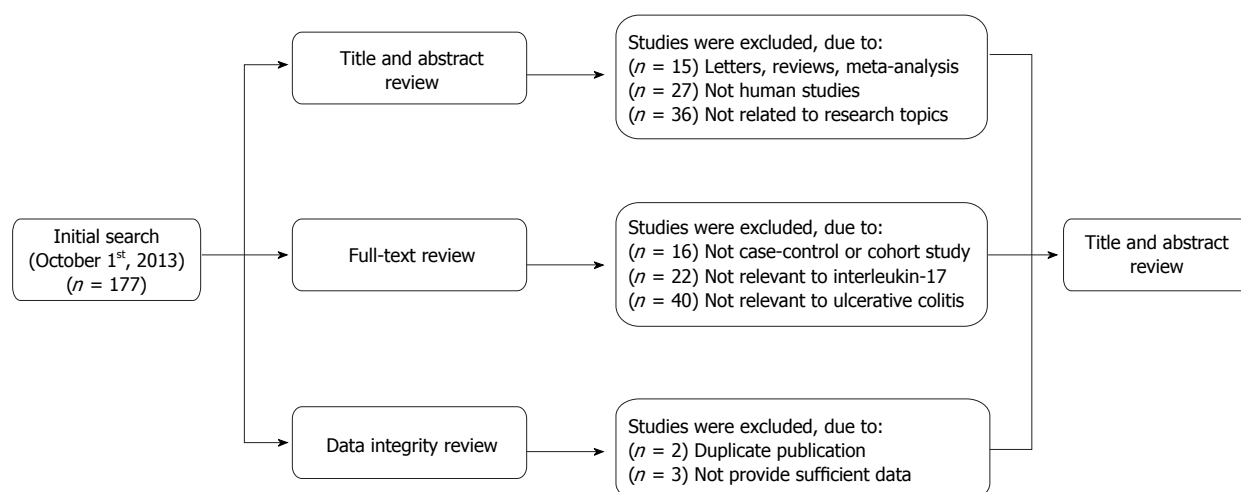 Initial search
(October 1st, 2013)
(n = 177)
Title and abstract
review
Studies were excluded, due to:
(n = 15) Letters, reviews, meta-analysis
(n = 27) Not human studies
(n = 36) Not related to research topics
Full-text review
Studies were excluded, due to:
(n = 16) Not case-control or cohort study
(n = 22) Not relevant to interleukin-17
(n = 40) Not relevant to ulcerative colitis
Data integrity review
Studies were excluded, due to:
(n = 2) Duplicate publication
(n = 3) Not provide sufficient data
Title and abstract
review